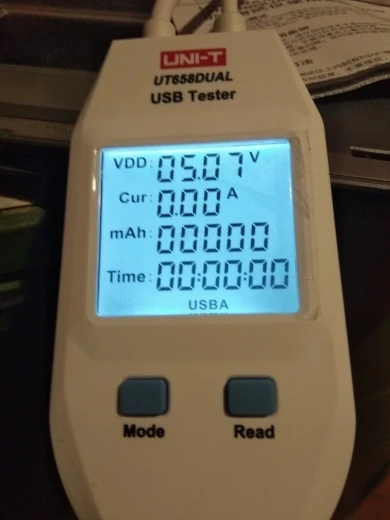 UNI-T
UT658DUAL
USB Tester
VDD: 05.07 V
Cur: 0.00 A
mAh: 00000
Time: 00:00:00
USBA
Mode Read